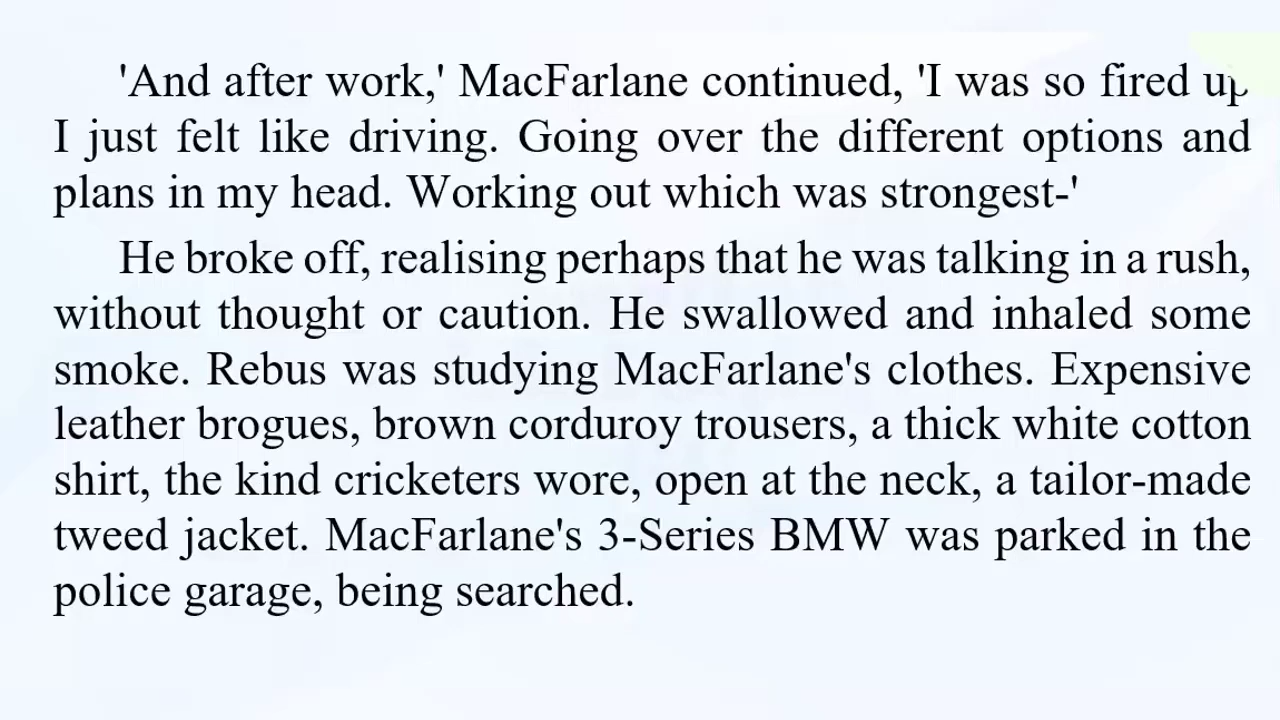 'And after work,' MacFarlane continued, 'I was so fired up
I just felt like driving. Going over the different options and
plans in my head. Working out which was strongest-'
He broke off, realising perhaps that he was talking in a rush,
without thought or caution. He swallowed and inhaled some
smoke. Rebus was studying MacFarlane's clothes. Expensive
leather brogues, brown corduroy trousers, a thick white cotton
shirt, the kind cricketers wore, open at the neck, a tailor-made
tweed jacket. MacFarlane's 3-Series BMW was parked in the
police garage, being searched.